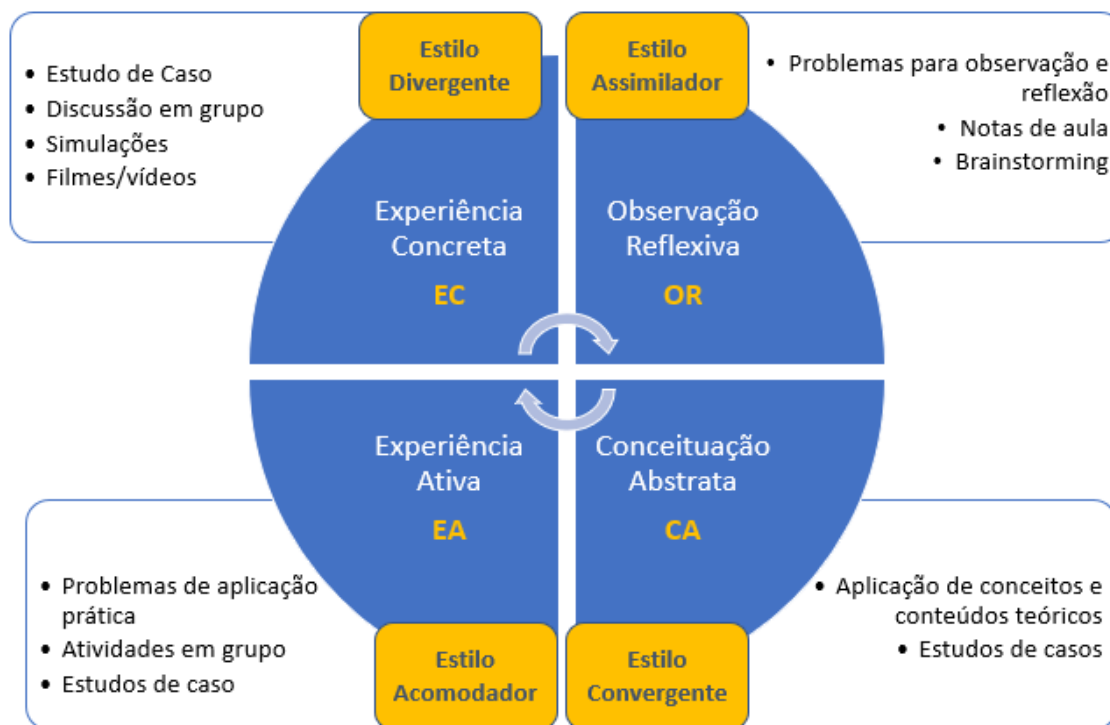 Estilo
Divergente
Estilo
Assimilador
• Estudo de Caso
• Discussão em grupo
• Simulações
• Filmes/vídeos
• Problemas para observação e
reflexão
• Notas de aula
• Brainstorming
Experiência
Concreta
EC
Observação
Reflexiva
OR
Experiência
Ativa
EA
Conceituação
Abstrata
CA
• Problemas de aplicação
prática
• Atividades em grupo
• Estudos de caso
• Aplicação de conceitos e
conteúdos teóricos
• Estudos de casos
Estilo
Acomodador
Estilo
Convergente